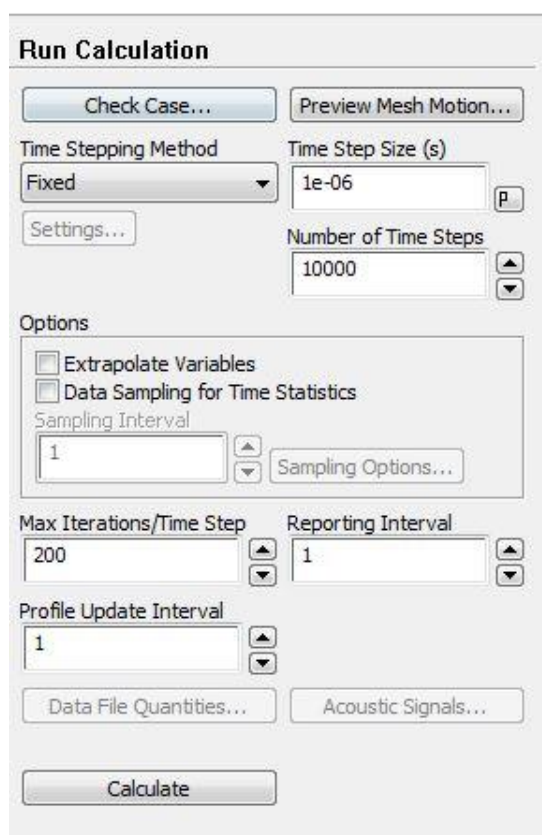 Run Calculation
Check Case... Preview Mesh Motion...
Time Stepping Method Time Step Size (s)
Fixed 1e-06 P
Settings...
Number of Time Steps
10000
Options
Extrapolate Variables
Data Sampling for Time Statistics
Sampling Interval
1 Sampling Options...
Max Iterations/Time Step Reporting Interval
200 1
Profile Update Interval
1
Data File Quantities... Acoustic Signals...
Calculate